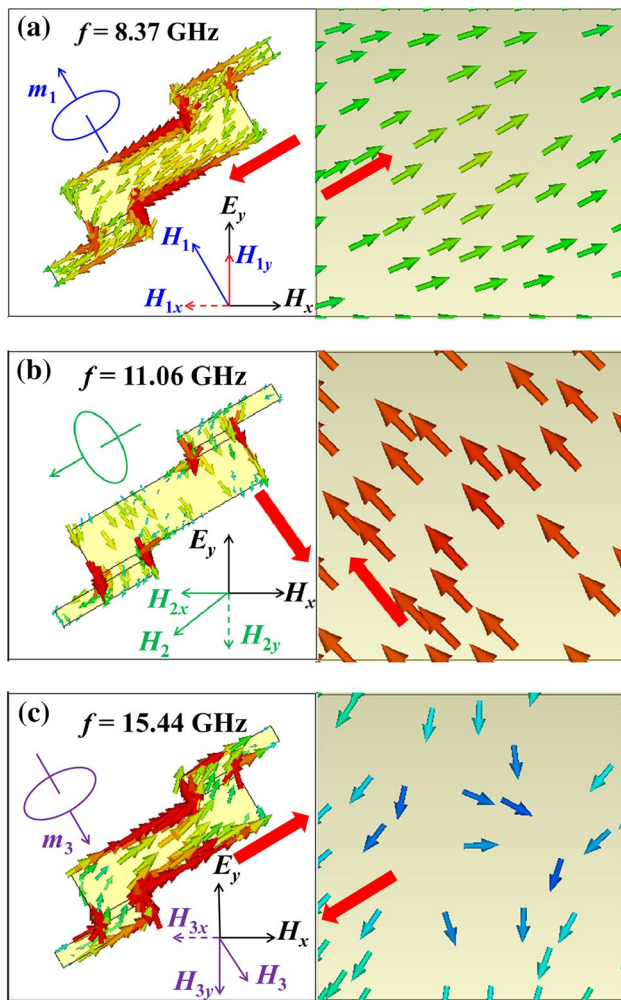 (a) f = 8.37 GHz
m1
Ey
H1
H1y
H1x
Hx
(b) f = 11.06 GHz
Ey
H2x
Hx
H2
H2y
(c) f = 15.44 GHz
m3
Ey
H3x
Hx
H3
H3y